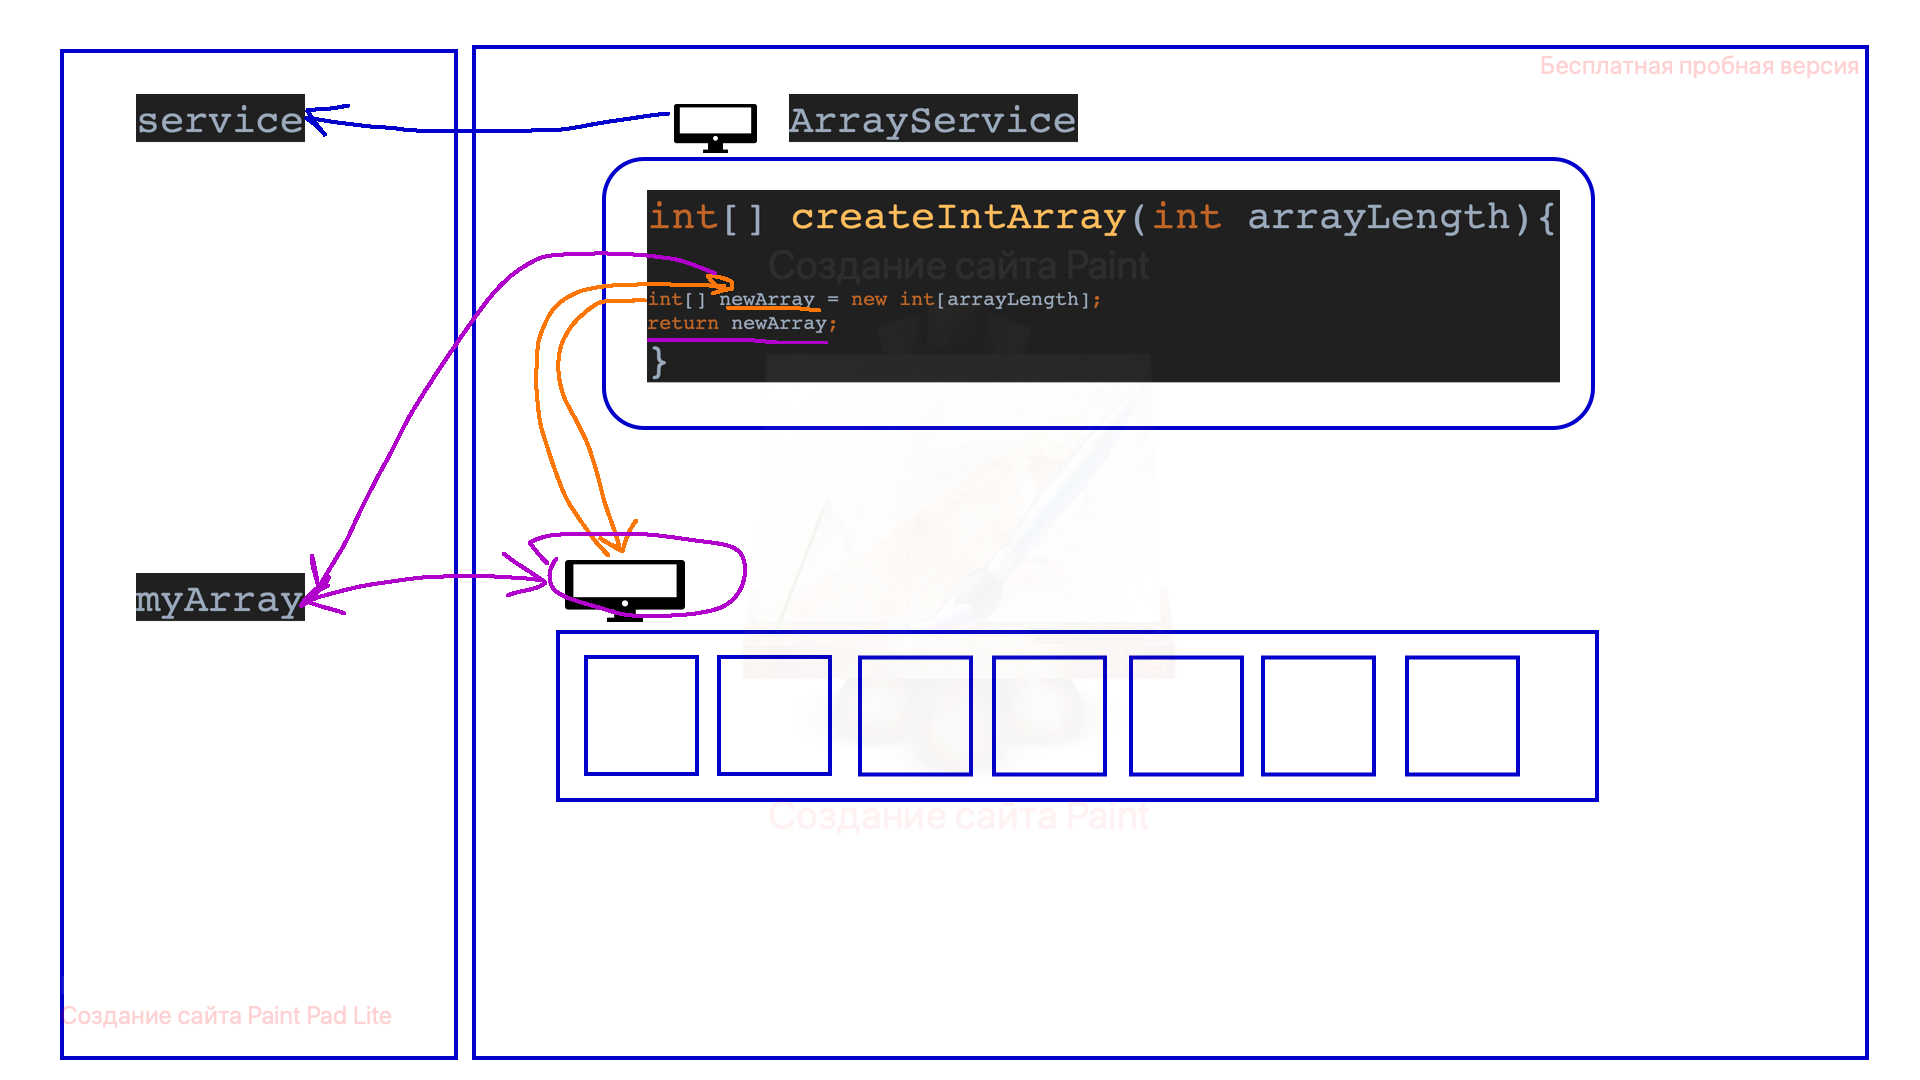 Бесплатная пробная версия
service
ArrayService
int[] createIntArray(int arrayLength){
Создание сайта Paint
int[] newArray = new int[arrayLength];
return newArray;
}
myArray
Создание сайта Paint
Создание сайта Paint Pad Lite